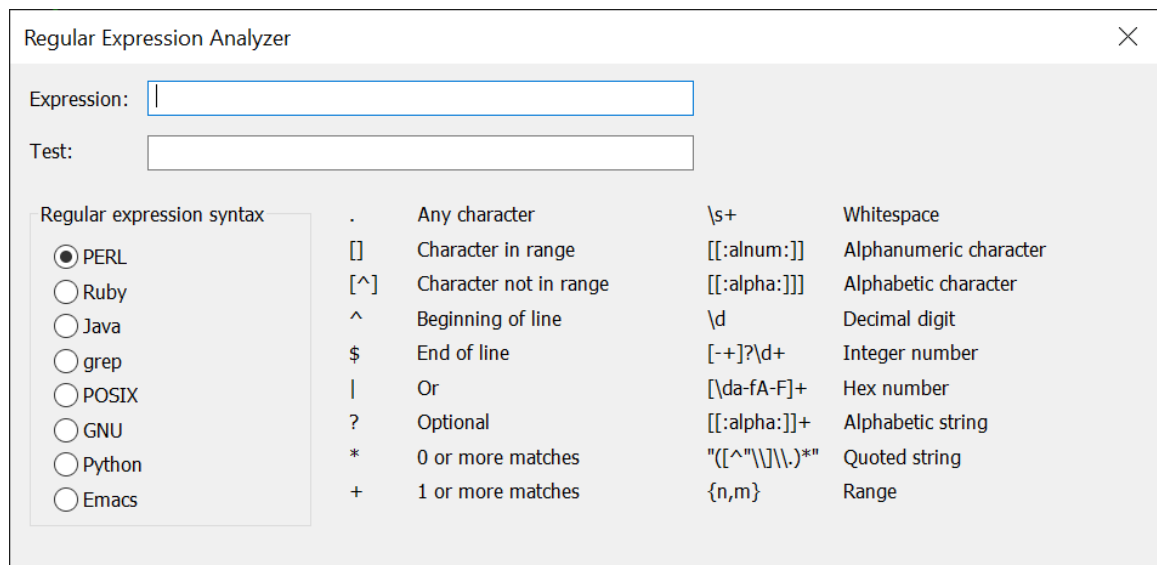 Regular Expression Analyzer
Expression:
Test:
Regular expression syntax
PERL
Ruby
Java
grep
POSIX
GNU
Python
Emacs
. Any character
[] Character in range
[^] Character not in range
^ Beginning of line
$ End of line
| Or
? Optional
* 0 or more matches
+ 1 or more matches
\s+ Whitespace
[[:alnum:]] Alphanumeric character
[[:alpha:]]] Alphabetic character
\d Decimal digit
[-+]?\d+ Integer number
[\da-fA-F]+ Hex number
[[:alpha:]]+ Alphabetic string
"([^"\\]\\.)*" Quoted string
{n,m} Range